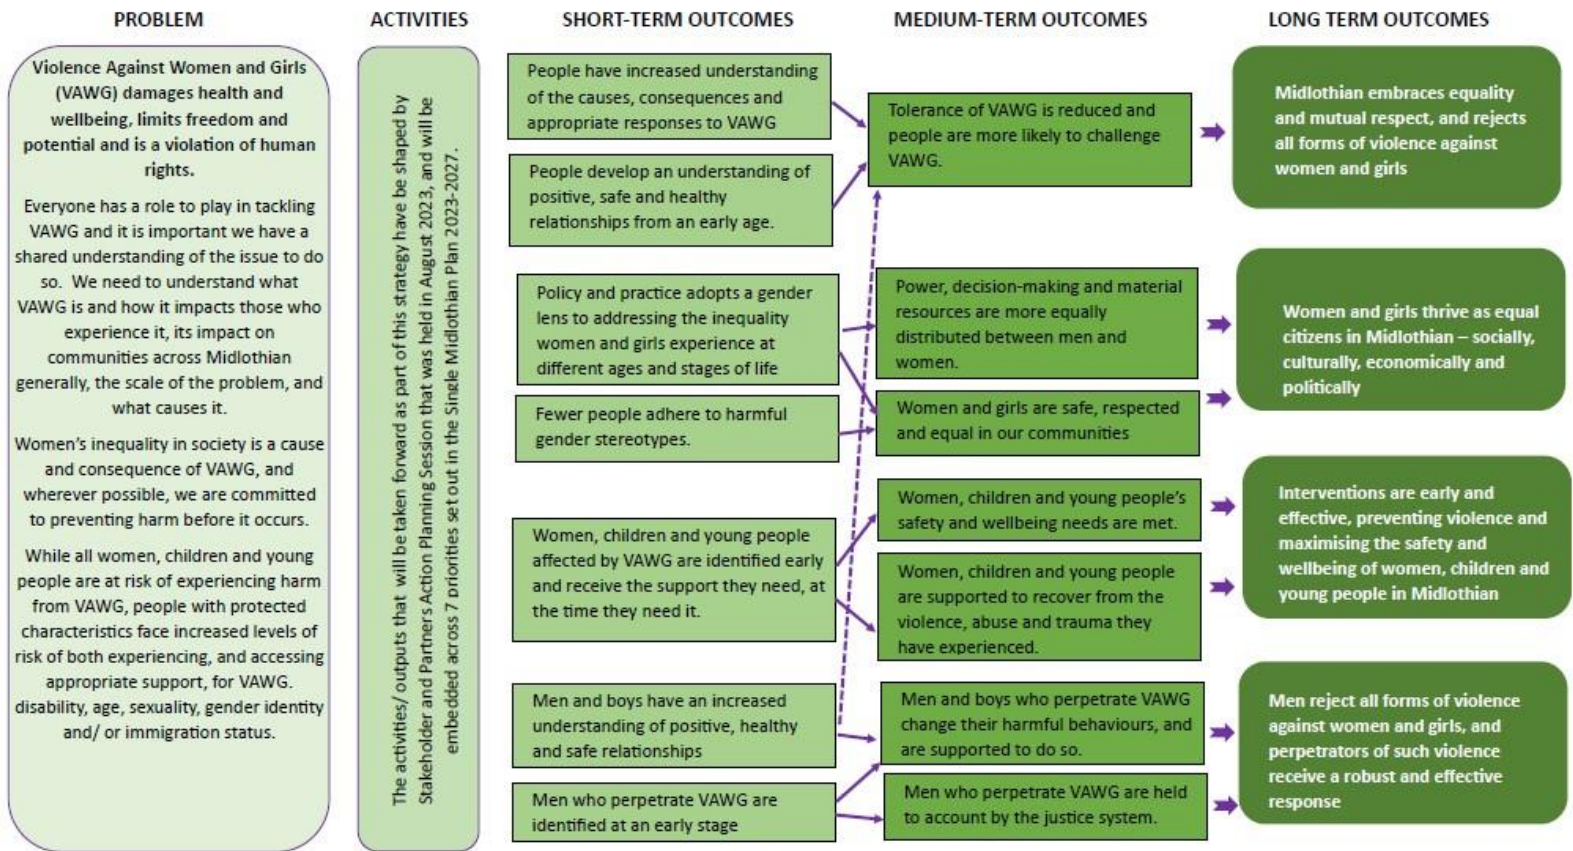 PROBLEM
Violence Against Women and Girls
(VAWG) damages health and
wellbeing, limits freedom and
potential and is a violation of human
rights.
Everyone has a role to play in tackling
VAWG and it is important we have a
shared understanding of the issue to do
so. We need to understand what
VAWG is and how it impacts those who
experience it, its impact on
communities across Midlothian
generally, the scale of the problem, and
what causes it.
Women's inequality in society is a cause
and consequence of VAWG, and
wherever possible, we are committed
to preventing harm before it occurs.
While all women, children and young
people are at risk of experiencing harm
from VAWG, people with protected
characteristics face increased levels of
risk of both experiencing, and accessing
appropriate support, for VAWG.
disability, age, sexuality, gender identity
and/ or immigration status.
ACTIVITIES
The activities/ outputs that will be taken forward as part of this strategy have be shaped by
Stakeholder and Partners Action Planning Session that was held in August 2023, and will be
embedded across 7 priorities set out in the Single Midlothian Plan 2023-2027.
SHORT-TERM OUTCOMES
People have increased understanding
of the causes, consequences and
appropriate responses to VAWG
People develop an understanding of
positive, safe and healthy
relationships from an early age.
Policy and practice adopts a gender
lens to addressing the inequality
women and girls experience at
different ages and stages of life
Fewer people adhere to harmful
gender stereotypes.
Women, children and young people
affected by VAWG are identified early
and receive the support they need, at
the time they need it.
Men and boys have an increased
understanding of positive, healthy
and safe relationships
Men who perpetrate VAWG are
identified at an early stage
MEDIUM-TERM OUTCOMES
Tolerance of VAWG is reduced and
people are more likely to challenge
VAWG.
Power, decision-making and material
resources are more equally
distributed between men and
women.
Women and girls are safe, respected
and equal in our communities
Women, children and young people's
safety and wellbeing needs are met.
Women, children and young people
are supported to recover from the
violence, abuse and trauma they
have experienced.
Men and boys who perpetrate VAWG
change their harmful behaviours, and
are supported to do so.
Men who perpetrate VAWG are held
to account by the justice system.
LONG TERM OUTCOMES
Midlothian embraces equality
and mutual respect, and rejects
all forms of violence against
women and girls
Women and girls thrive as equal
citizens in Midlothian – socially,
culturally, economically and
politically
Interventions are early and
effective, preventing violence and
maximising the safety and
wellbeing of women, children and
young people in Midlothian
Men reject all forms of violence
against women and girls, and
perpetrators of such violence
receive a robust and effective
response